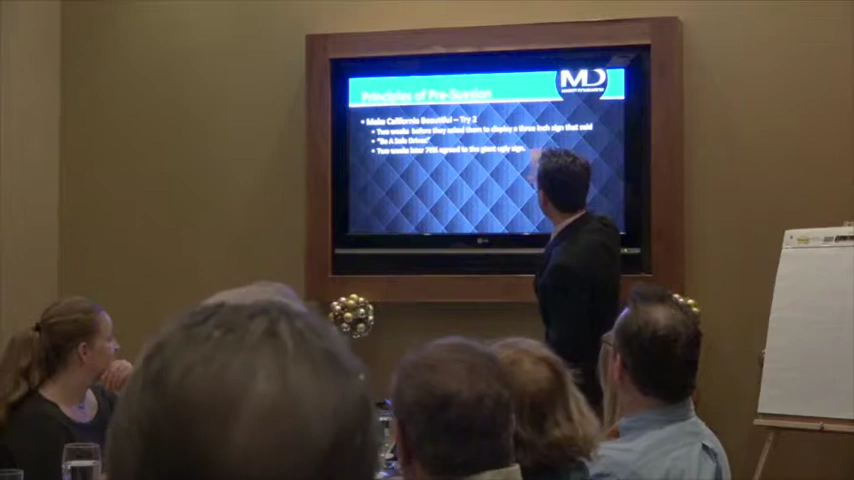 MD
Principles of Pre-Suasion
• Make California Beautiful – Try 2
• Two weeks before they asked them to display a three inch sign that said
• "Be A Safe Driver."
• Two weeks later 76% agreed to the giant ugly sign.
LG